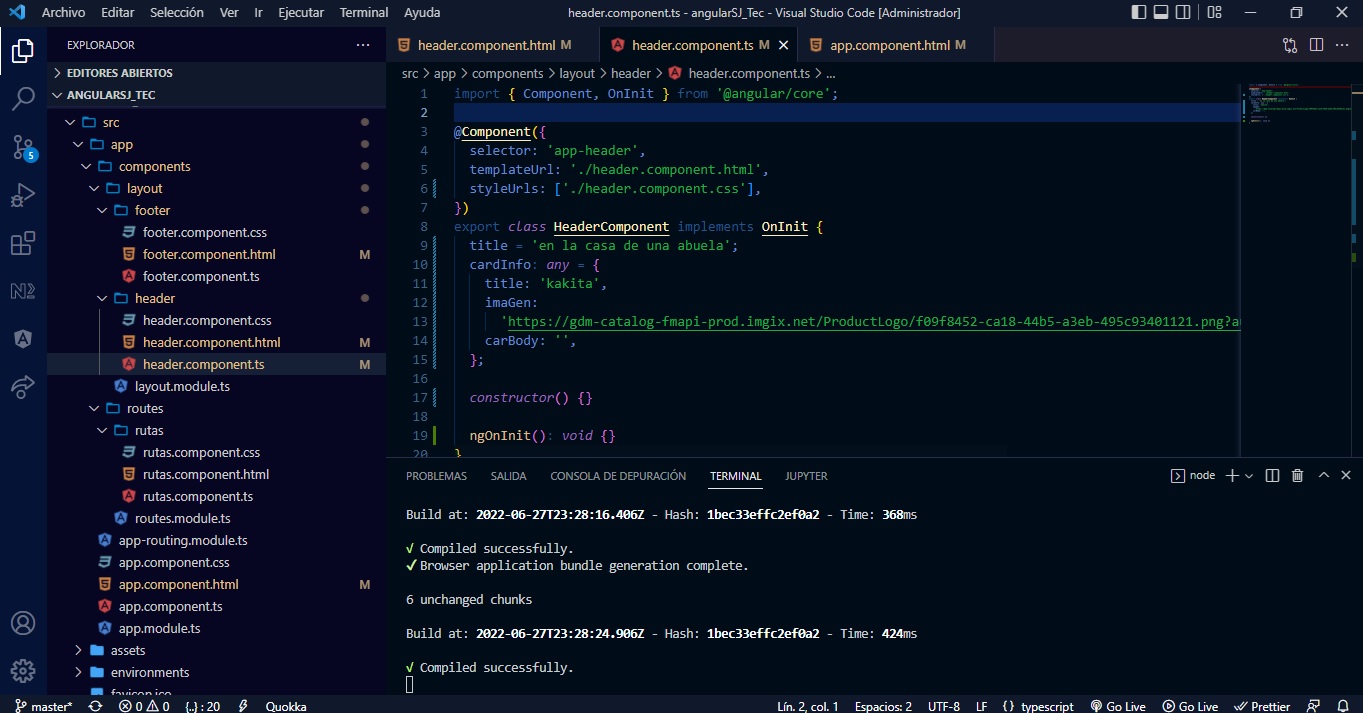 Archivo Editar Selección Ver Ir Ejecutar Terminal Ayuda header.component.ts - angularSJ_Tec - Visual Studio Code [Administrador]
EXPLORADOR
EDITORES ABIERTOS
ANGULARSJ_TEC
src
app
components
layout
footer
footer.component.css
footer.component.html M
footer.component.ts
header
header.component.css
header.component.html M
header.component.ts M
layout.module.ts
routes
rutas
rutas.component.css
rutas.component.html
rutas.component.ts
routes.module.ts
app-routing.module.ts
app.component.css
app.component.html M
app.component.ts
app.module.ts
assets
environments
favicon.ico
5
header.component.html M header.component.ts M app.component.html M
src > app > components > layout > header > header.component.ts > ...
1 import { Component, OnInit } from '@angular/core';
2
3 @Component({
4 selector: 'app-header',
5 templateUrl: './header.component.html',
6 styleUrls: ['./header.component.css'],
7 })
8 export class HeaderComponent implements OnInit {
9 title = 'en la casa de una abuela';
10 cardInfo: any = {
11 title: 'kakita',
12 imaGen:
13 'https://gdm-catalog-fmapi-prod.imgix.net/ProductLogo/f09f8452-ca18-44b5-a3eb-495c93401121.png?a
14 carBody: '',
15 };
16
17 constructor() {}
18
19 ngOnInit(): void {}
20 }
PROBLEMAS SALIDA CONSOLA DE DEPURACIÓN TERMINAL JUPYTER node
Build at: 2022-06-27T23:28:16.406Z - Hash: 1bec33effc2ef0a2 - Time: 368ms
√ Compiled successfully.
✔ Browser application bundle generation complete.
6 unchanged chunks
Build at: 2022-06-27T23:28:24.906Z - Hash: 1bec33effc2ef0a2 - Time: 424ms
√ Compiled successfully.
master* 0 0 {..} : 20 Quokka Lín. 2, col. 1 Espacios: 2 UTF-8 LF {} typescript Go Live Go Live Prettier